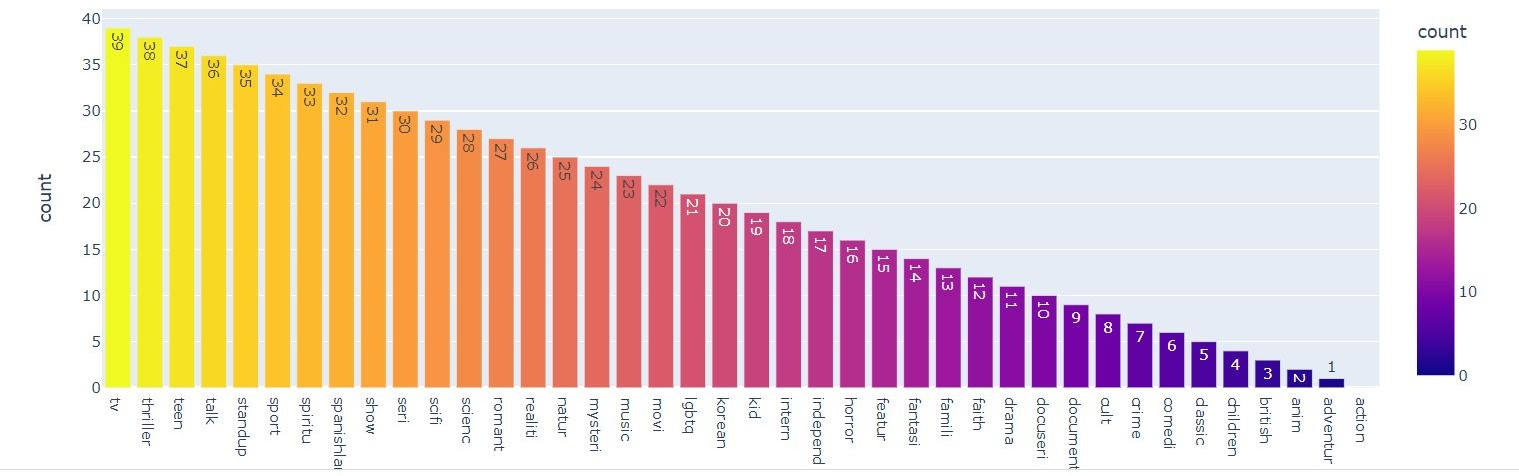 count
40
35
30
25
20
15
10
5
0
count
39
38
37
36
35
34
33
32
31
30
29
28
27
26
25
24
23
22
21
20
19
18
17
16
15
14
13
12
11
10
9
8
7
6
5
4
3
2
1
tv
thriller
teen
talk
standup
sport
spiritu
spanishlan
show
seri
scifi
scienc
romant
realiti
natur
mysteri
music
movi
lgbtq
korean
kid
intern
independ
horror
featur
fantasi
famili
faith
drama
docuseri
document
cult
crime
comedi
classic
children
british
anim
adventur
action
30
20
10
0